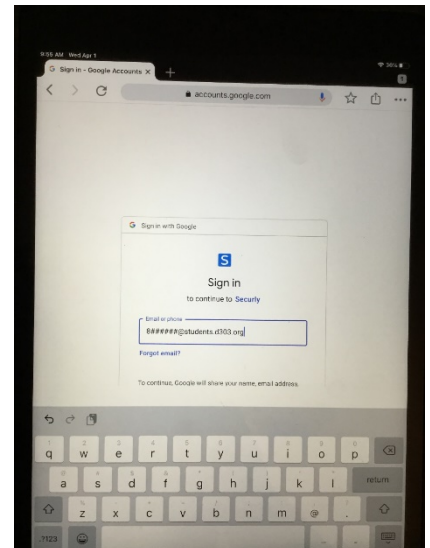 9:55 AM Wed Apr 1
Sign in - Google Accounts
accounts.google.com
Sign in with Google
S
Sign in
to continue to Securly
Email or phone
8######@students.d303.org
Forgot email?
To continue, Google will share your name, email address,
q w e r t y u i o p
a s d f g h j k l return
z x c v b n m @ .
.?123